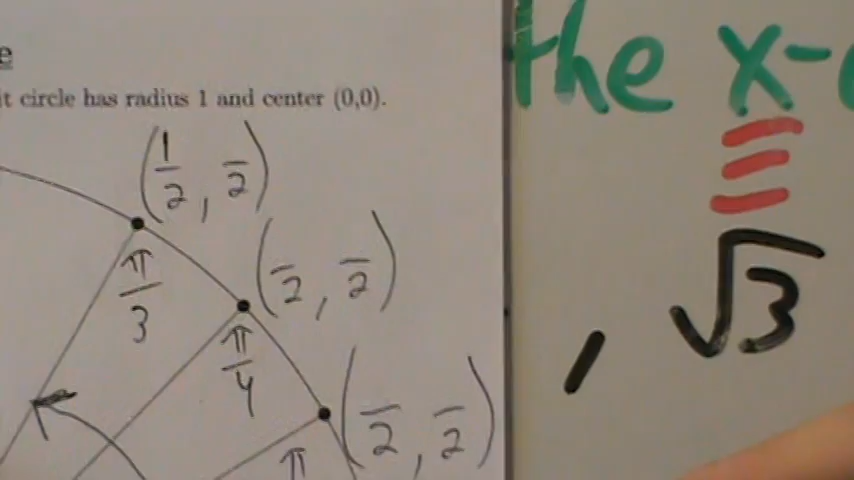 e
it circle has radius 1 and center (0,0).
(1/2, /2)
π/3
(/2, /2)
π/4
(/2, /2)
π
the x-
, √3